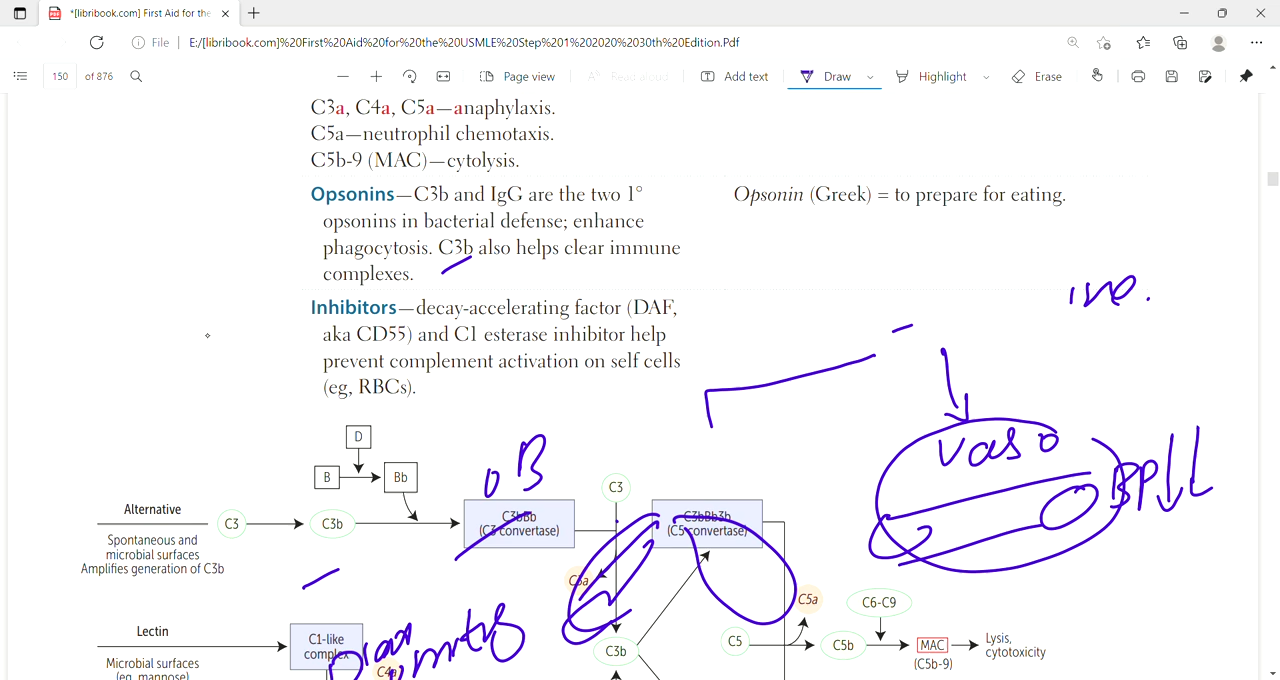 *[libribook.com] First Aid for the
File E:/[libribook.com]%20First%20Aid%20for%20the%20USMLE%20Step%201%202020%2030th%20Edition.Pdf
150 of 876 Page view Read aloud Add text Draw Highlight Erase
C3a, C4a, C5a—anaphylaxis.
C5a—neutrophil chemotaxis.
C5b-9 (MAC)—cytolysis.
Opsonins—C3b and IgG are the two 1°
opsonins in bacterial defense; enhance
phagocytosis. C3b also helps clear immune
complexes.
Opsonin (Greek) = to prepare for eating.
Inhibitors—decay-accelerating factor (DAF,
aka CD55) and C1 esterase inhibitor help
prevent complement activation on self cells
(eg, RBCs).
vaso
BP
B
D
B
Bb
C3
Alternative
C3
C3b
C3bBb
(C3 convertase)
C3bBb3b
(C5 convertase)
Spontaneous and
microbial surfaces
Amplifies generation of C3b
C3a
C5a
C6-C9
Lectin
C1-like
complex
C3b
C5
C5b
MAC
(C5b-9)
Lysis,
cytotoxicity
Microbial surfaces
(eg, mannose)
C4a